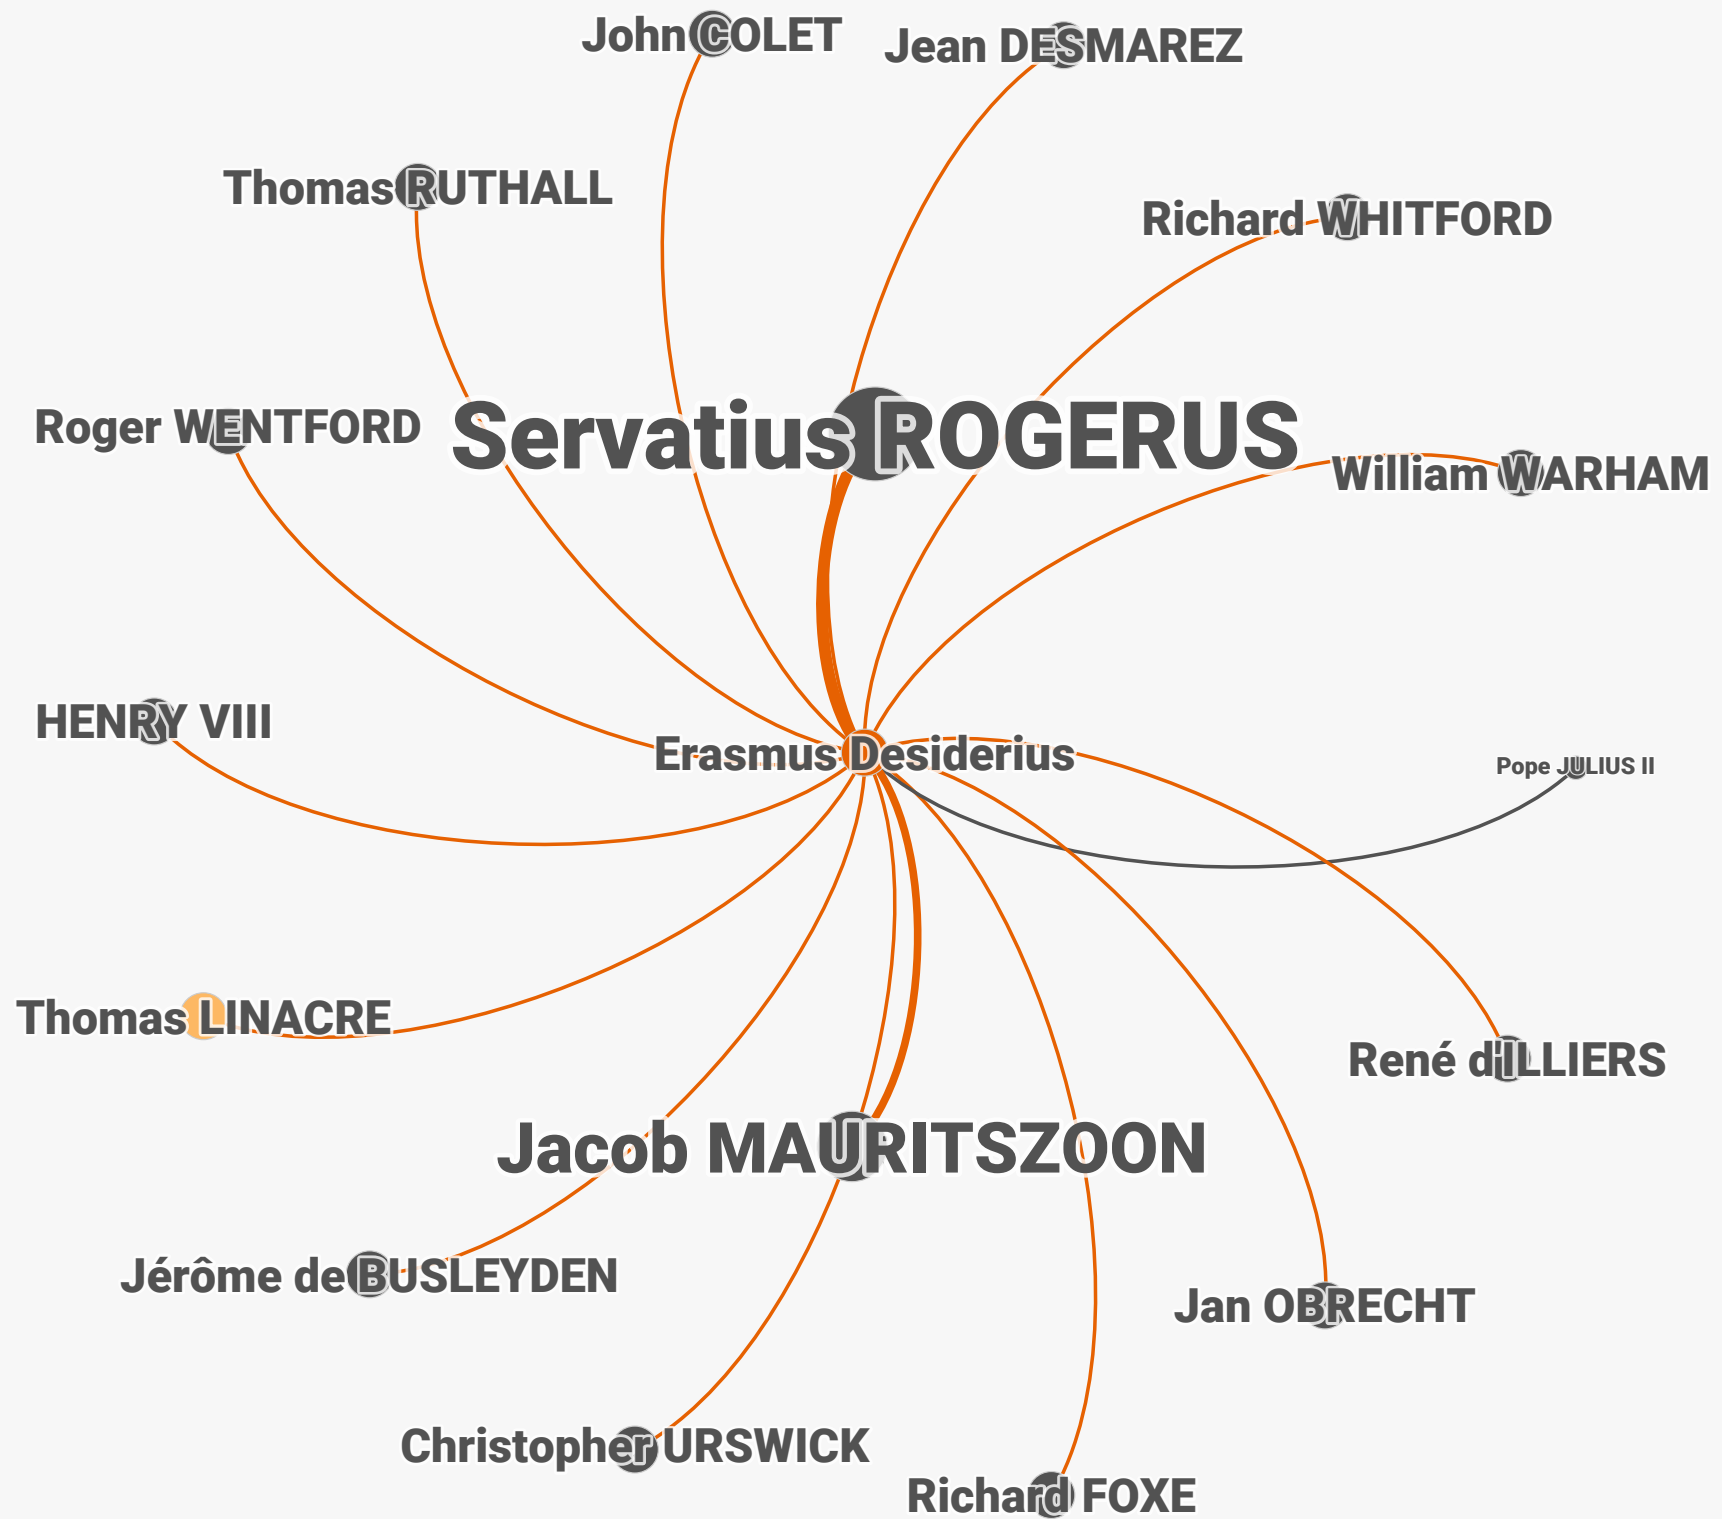 John COLET
Jean DESMAREZ
Thomas RUTHALL
Richard WHITFORD
Roger WENTFORD
Servatius ROGERUS
William WARHAM
HENRY VIII
Erasmus Desiderius
Pope JULIUS II
Thomas LINACRE
René d'ILLIERS
Jacob MAURITSZOON
Jérôme de BUSLEYDEN
Jan OBRECHT
Christopher URSWICK
Richard FOXE